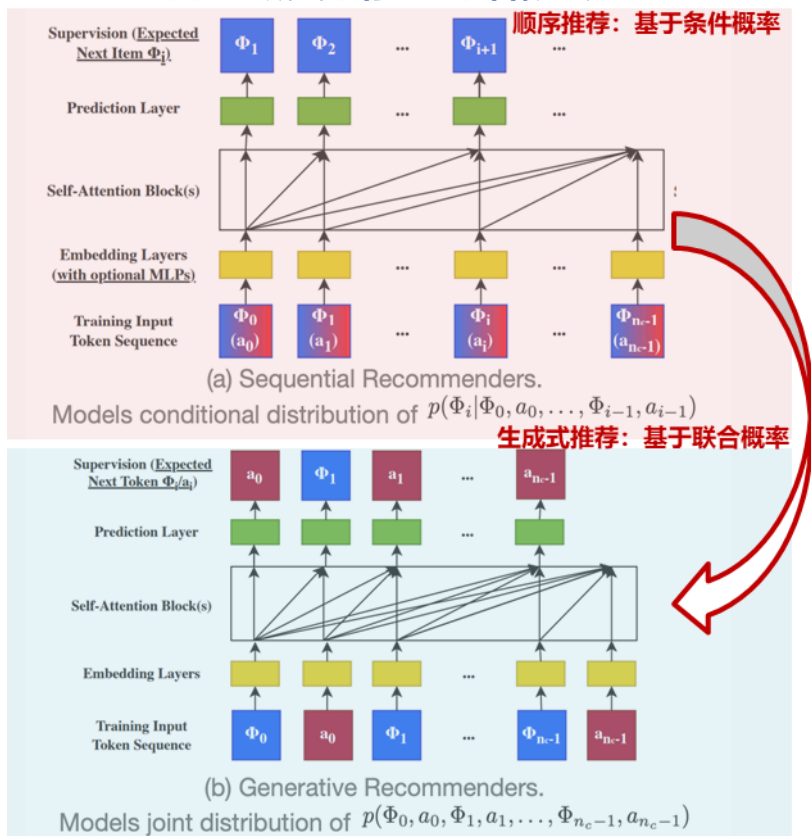 顺序推荐：基于条件概率
Supervision (Expected
Next Item Φi)
Φ1 Φ2 ... Φi+1 ...
Prediction Layer
... ...
Self-Attention Block(s)
Embedding Layers
(with optional MLPs)
... ...
Training Input
Token Sequence
Φ0 (a0) Φ1 (a1) ... Φi (ai) ... Φnc-1 (anc-1)
(a) Sequential Recommenders.
Models conditional distribution of p(Φi|Φ0, a0, . . . , Φi−1, ai−1)
生成式推荐：基于联合概率
Supervision (Expected
Next Token Φi/ai)
a0 Φ1 a1 ... anc-1
Prediction Layer
...
Self-Attention Block(s)
Embedding Layers
...
Training Input
Token Sequence
Φ0 a0 Φ1 ... Φnc-1 anc-1
(b) Generative Recommenders.
Models joint distribution of p(Φ0, a0, Φ1, a1, . . . , Φnc−1, anc−1)